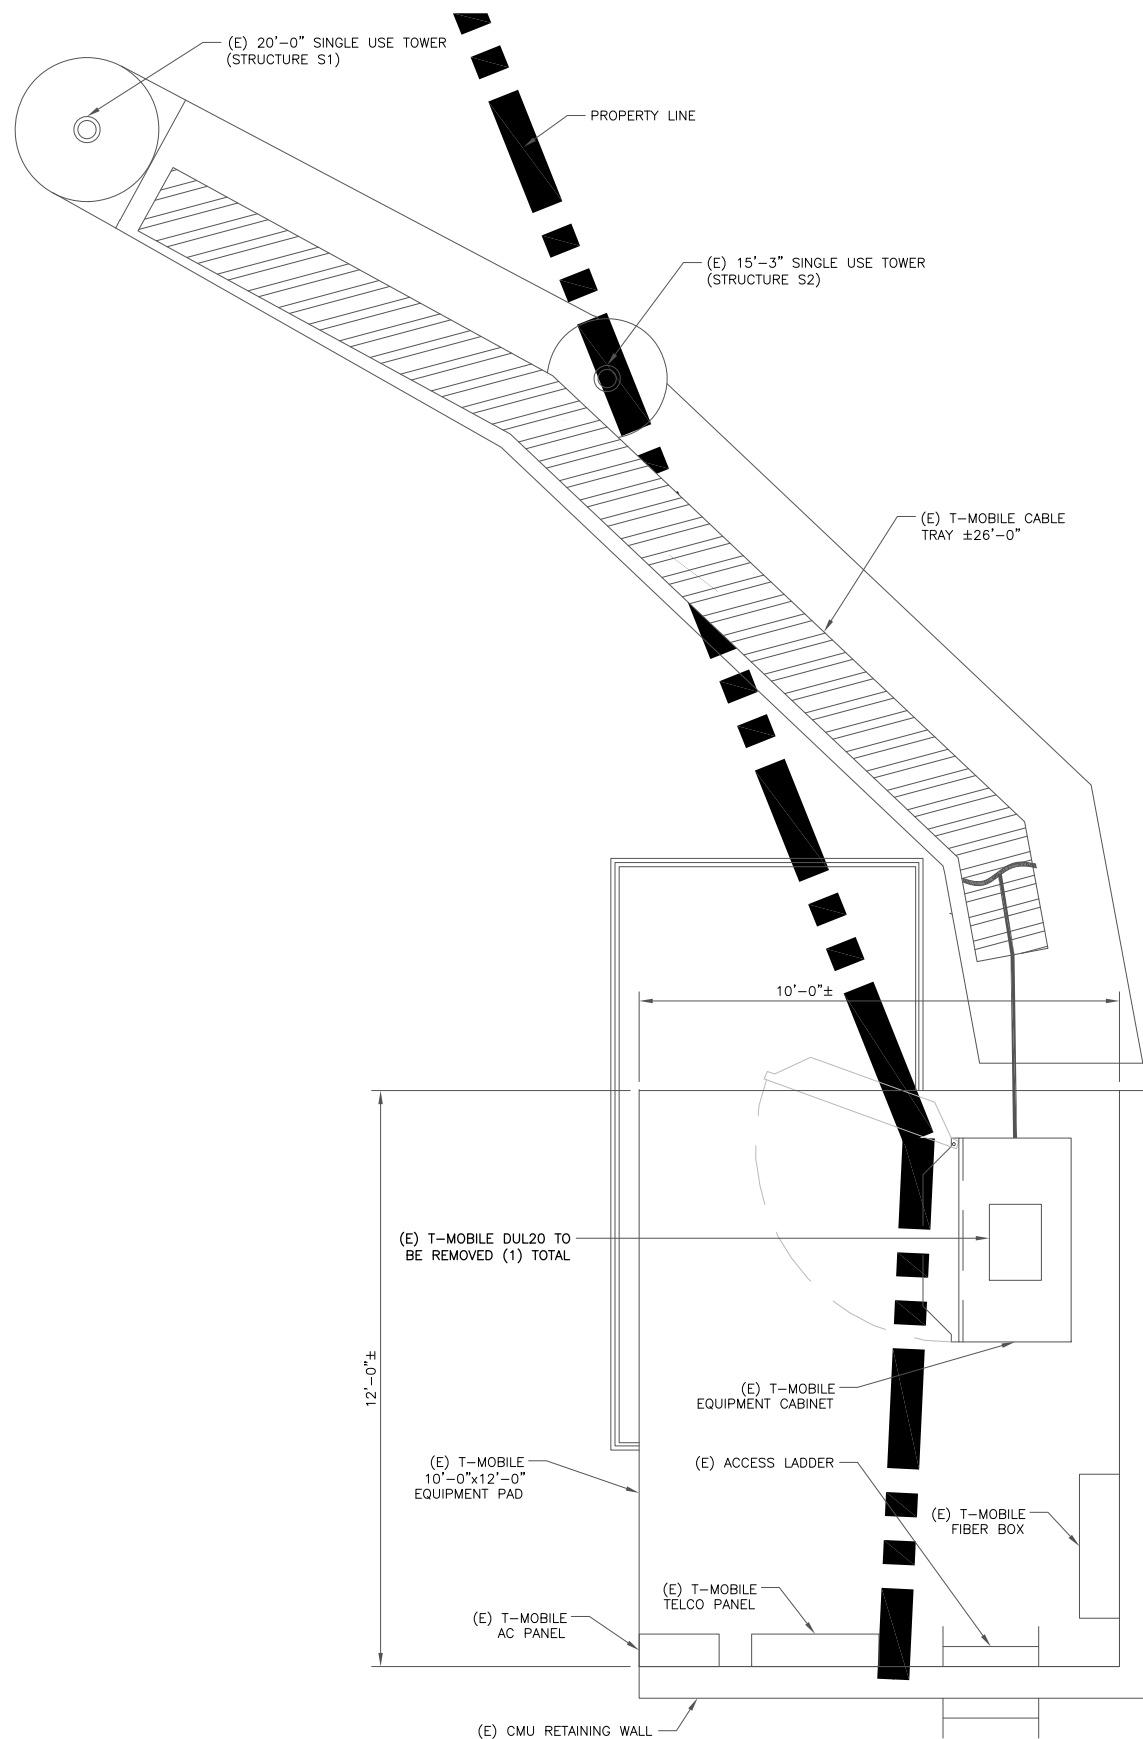 (E) 20'-0" SINGLE USE TOWER
(STRUCTURE S1)
PROPERTY LINE
(E) 15'-3" SINGLE USE TOWER
(STRUCTURE S2)
(E) T-MOBILE CABLE
TRAY ±26'-0"
10'-0"±
(E) T-MOBILE DUL20 TO
BE REMOVED (1) TOTAL
12'-0"±
(E) T-MOBILE
EQUIPMENT CABINET
(E) T-MOBILE
10'-0"x12'-0"
EQUIPMENT PAD
(E) ACCESS LADDER
(E) T-MOBILE
FIBER BOX
(E) T-MOBILE
TELCO PANEL
(E) T-MOBILE
AC PANEL
(E) CMU RETAINING WALL